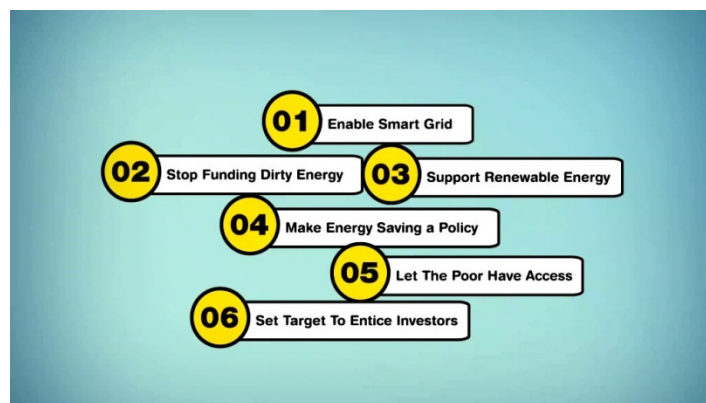 01 Enable Smart Grid
02 Stop Funding Dirty Energy
03 Support Renewable Energy
04 Make Energy Saving a Policy
05 Let The Poor Have Access
06 Set Target To Entice Investors